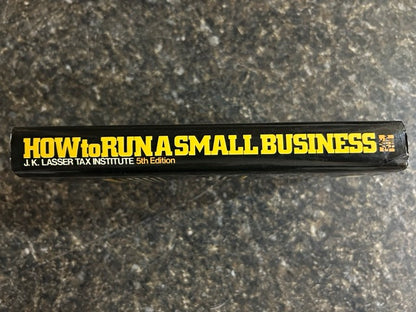 HOW to RUN A SMALL BUSINESS
J. K. LASSER TAX INSTITUTE 5th Edition